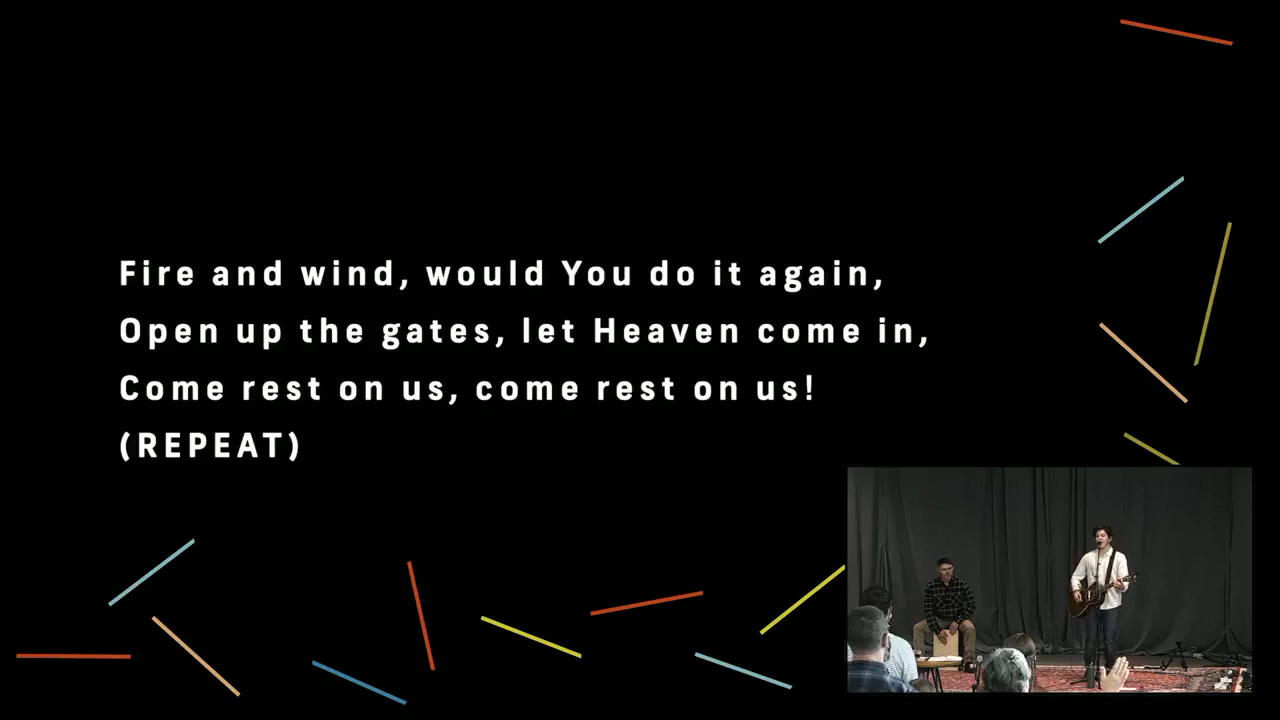 Fire and wind, would You do it again,
Open up the gates, let Heaven come in,
Come rest on us, come rest on us!
(REPEAT)